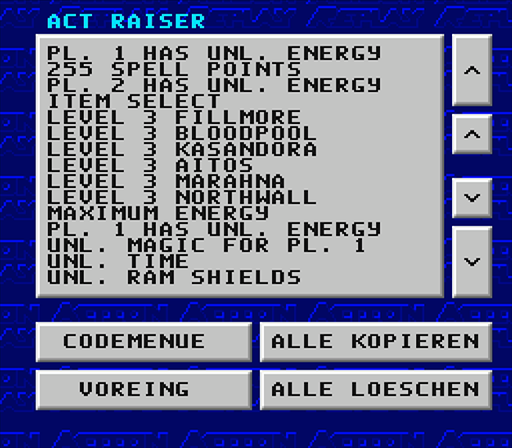 ACT RAISER
PL. 1 HAS UNL. ENERGY
255 SPELL POINTS
PL. 2 HAS UNL. ENERGY
ITEM SELECT
LEVEL 3 FILLMORE
LEVEL 3 BLOODPOOL
LEVEL 3 KASANDORA
LEVEL 3 AITOS
LEVEL 3 MARAHNA
LEVEL 3 NORTHWALL
MAXIMUM ENERGY
PL. 1 HAS UNL. ENERGY
UNL. MAGIC FOR PL. 1
UNL. TIME
UNL. RAM SHIELDS
CODEMENUE
ALLE KOPIEREN
VOREING
ALLE LOESCHEN